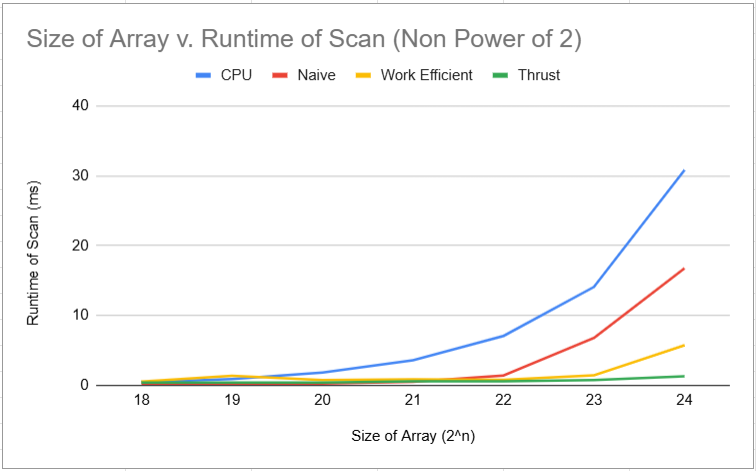 Size of Array v. Runtime of Scan (Non Power of 2)
CPU Naive Work Efficient Thrust
40
30
20
10
0
Runtime of Scan (ms)
18 19 20 21 22 23 24
Size of Array (2^n)